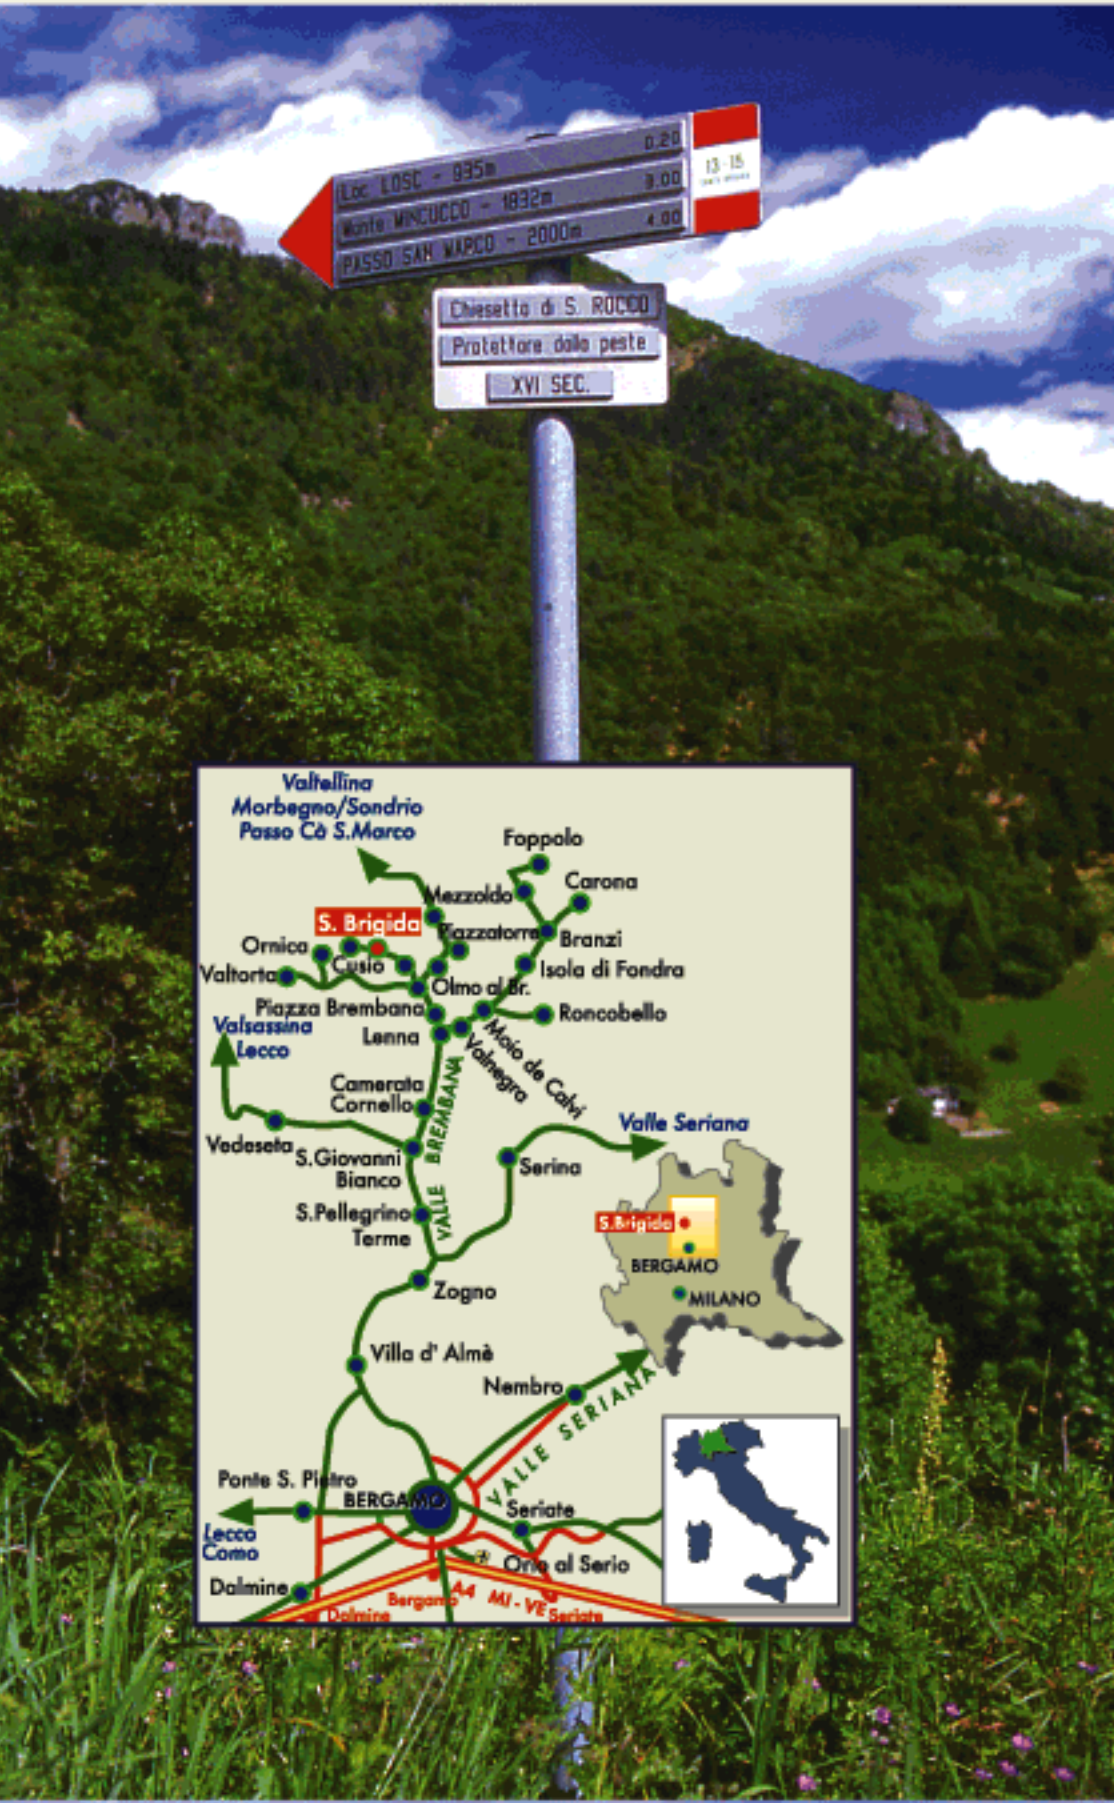 Loc LOSC - 935m 0.20
Monte MINCUCCO - 1832m 3.00
PASSO SAN MARCO - 2000m 4.00
13-15
Chiesetta di S. ROCCO
Protettore dalla peste
XVI SEC.
Valtellina
Morbegno/Sondrio
Passo Cà S.Marco
Foppolo
Carona
Mezzoldo
S. Brigida
Piazzatorre
Branzi
Ornica
Cusio
Valtorta
Isola di Fondra
Olmo al Br.
Piazza Brembana
Roncobello
Valsassina
Lecco
Lenna
Moio de Calvi
Valnegra
Camerata
Cornello
VALLE BREMBANA
Valle Seriana
Vedeseta
S.Giovanni
Bianco
Serina
S.Pellegrino
Terme
S.Brigida
BERGAMO
MILANO
Zogno
Villa d' Almè
Nembro
VALLE SERIANA
Ponte S. Pietro
BERGAMO
Seriate
Lecco
Como
Orio al Serio
Dalmine
Bergamo
A4 MI-VE
Seriate
Dalmine